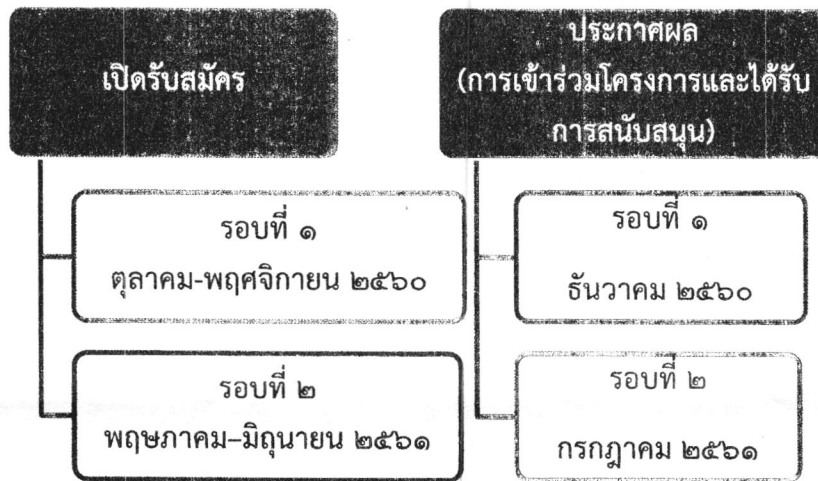 เปิดรับสมัคร
รอบที่ ๑
ตุลาคม-พฤศจิกายน ๒๕๖๐
รอบที่ ๒
พฤษภาคม–มิถุนายน ๒๕๖๑
ประกาศผล
(การเข้าร่วมโครงการและได้รับ
การสนับสนุน)
รอบที่ ๑
ธันวาคม ๒๕๖๐
รอบที่ ๒
กรกฎาคม ๒๕๖๑